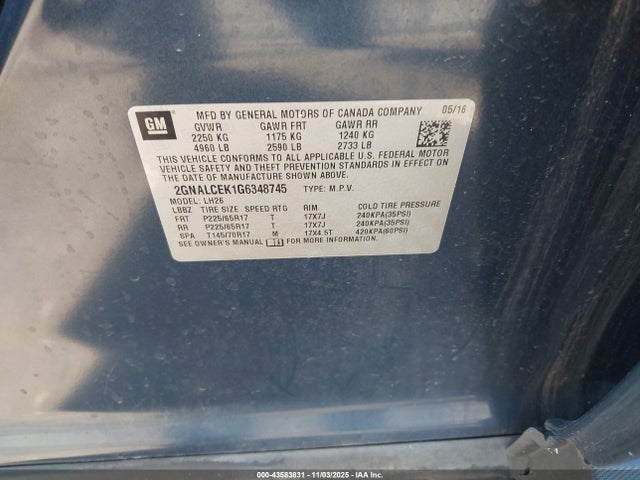 GM
MFD BY GENERAL MOTORS OF CANADA COMPANY 05/16
GVWR GAWR FRT GAWR RR
2250 KG 1175 KG 1240 KG
4960 LB 2590 LB 2733 LB
THIS VEHICLE CONFORMS TO ALL APPLICABLE U.S. FEDERAL MOTOR
VEHICLE SAFETY AND THEFT PREVENTION STANDARDS IN EFFECT
ON THE DATE OF MANUFACTURE SHOWN ABOVE.
2GNALCEK1G6348745 TYPE: M.P.V.
MODEL: LH26
LBBZ TIRE SIZE SPEED RTG RIM COLD TIRE PRESSURE
FRT P225/65R17 T 17X7J 240KPA(35PSI)
RR P225/65R17 T 17X7J 240KPA(35PSI)
SPA T145/70R17 M 17X4.5T 420KPA(60PSI)
SEE OWNER'S MANUAL FOR MORE INFORMATION.
000-43583831 - 11/03/2025 - IAA Inc.